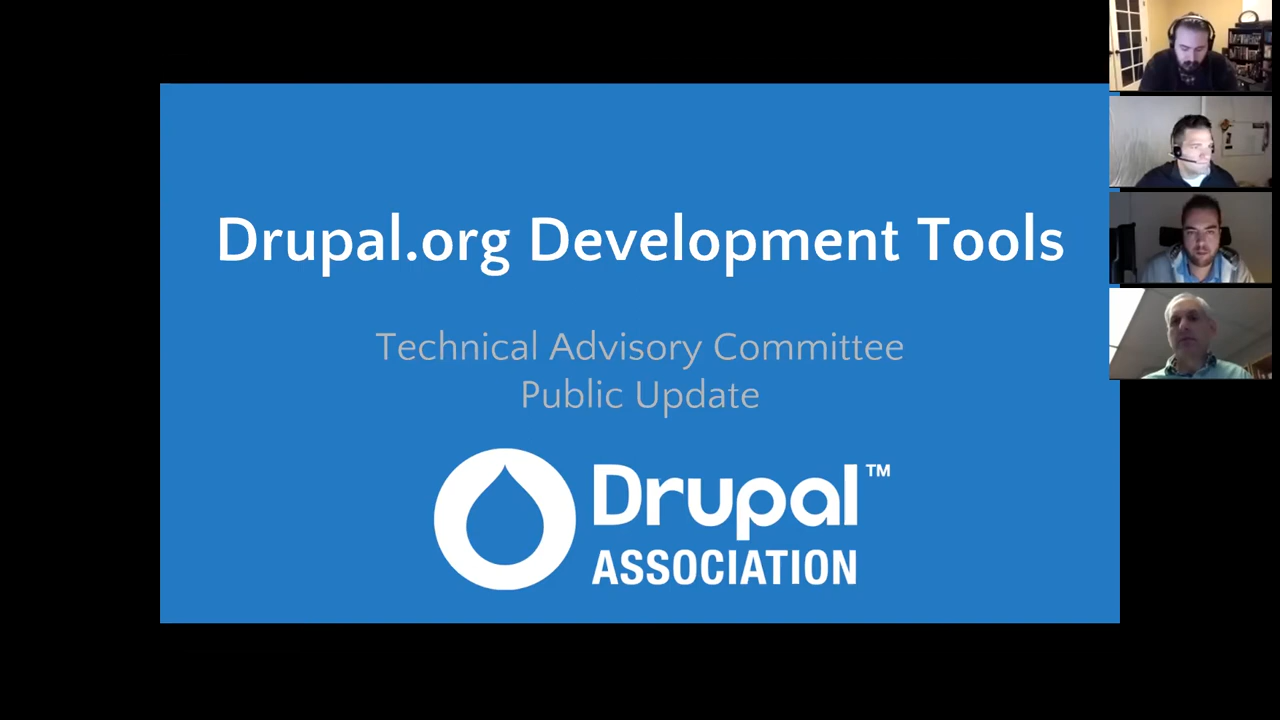 Drupal.org Development Tools
Technical Advisory Committee
Public Update
Drupal™
ASSOCIATION